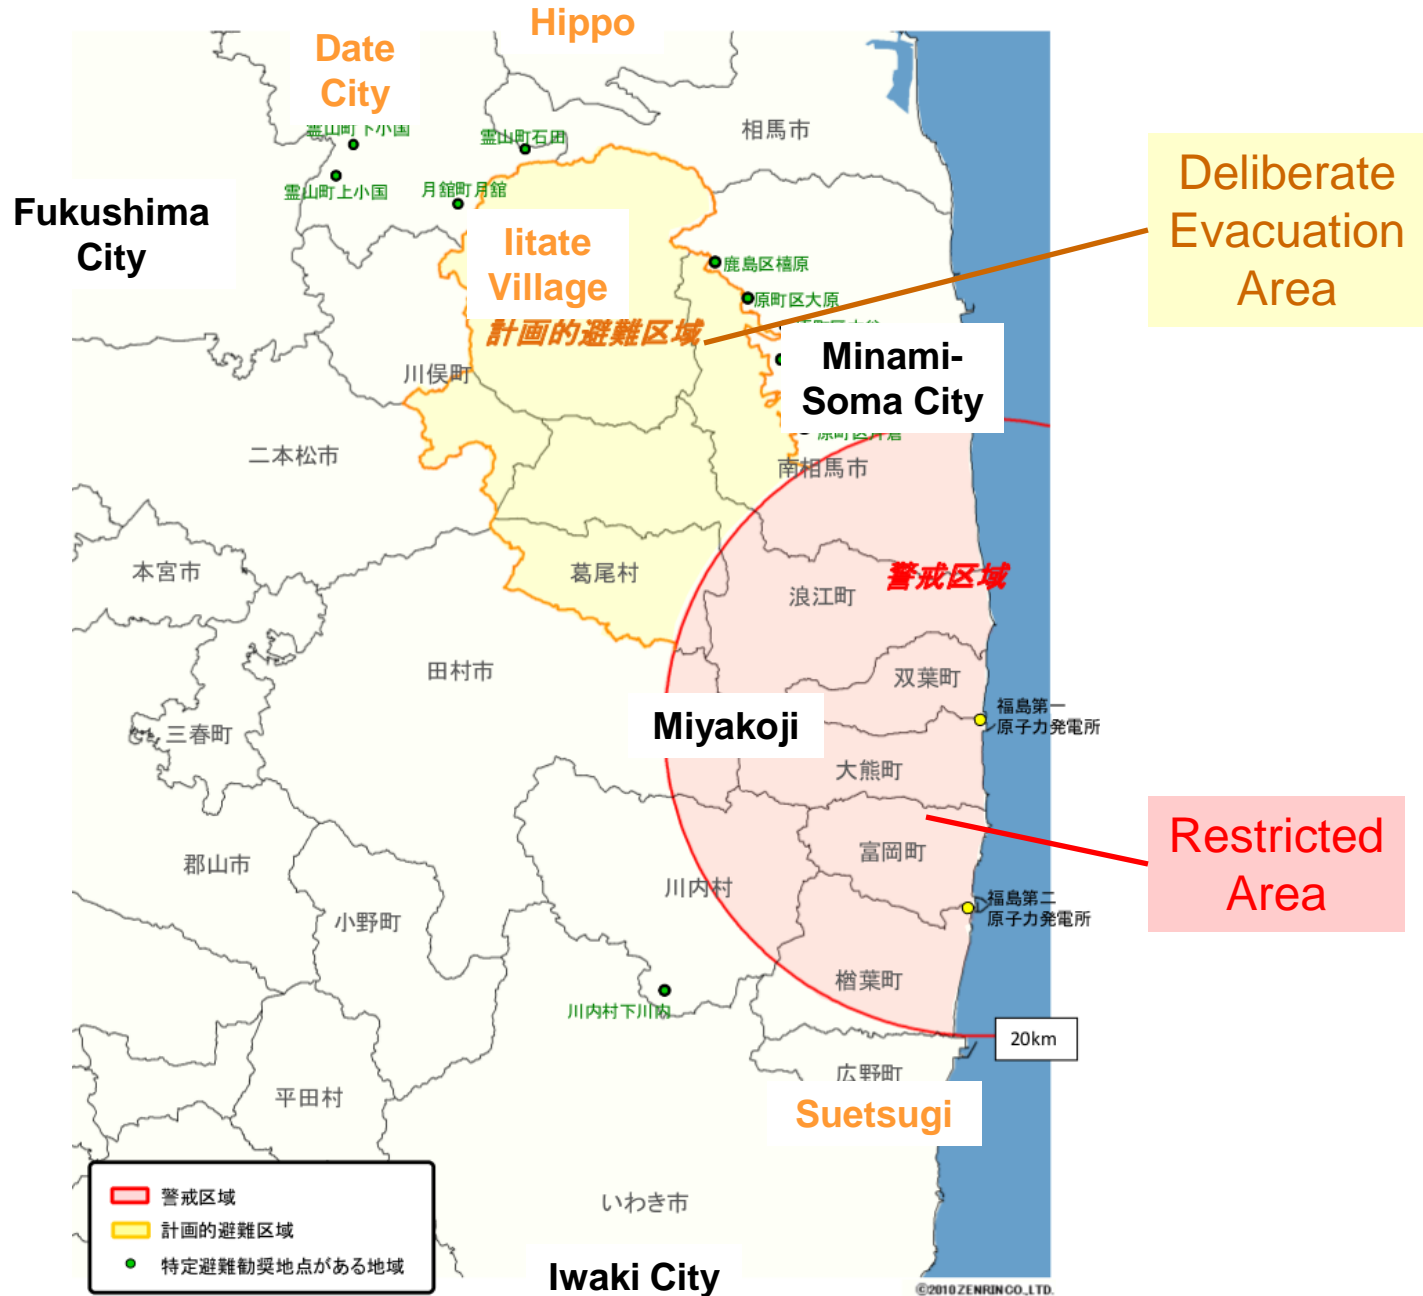 Hippo
Date
City
霊山町下小国
霊山町石田
相馬市
霊山町上小国
月舘町月舘
Fukushima
City
Iitate
Village
Deliberate
Evacuation
Area
鹿島区橲原
原町区大原
計画的避難区域
Minami-
Soma City
川俣町
二本松市
南相馬市
本宮市
葛尾村
浪江町
警戒区域
田村市
双葉町
福島第一
原子力発電所
Miyakoji
三春町
大熊町
Restricted
Area
郡山市
富岡町
川内村
小野町
福島第二
原子力発電所
楢葉町
川内村下川内
20km
広野町
平田村
Suetsugi
警戒区域
計画的避難区域
特定避難勧奨地点がある地域
いわき市
Iwaki City
©2010 ZENRIN CO., LTD.